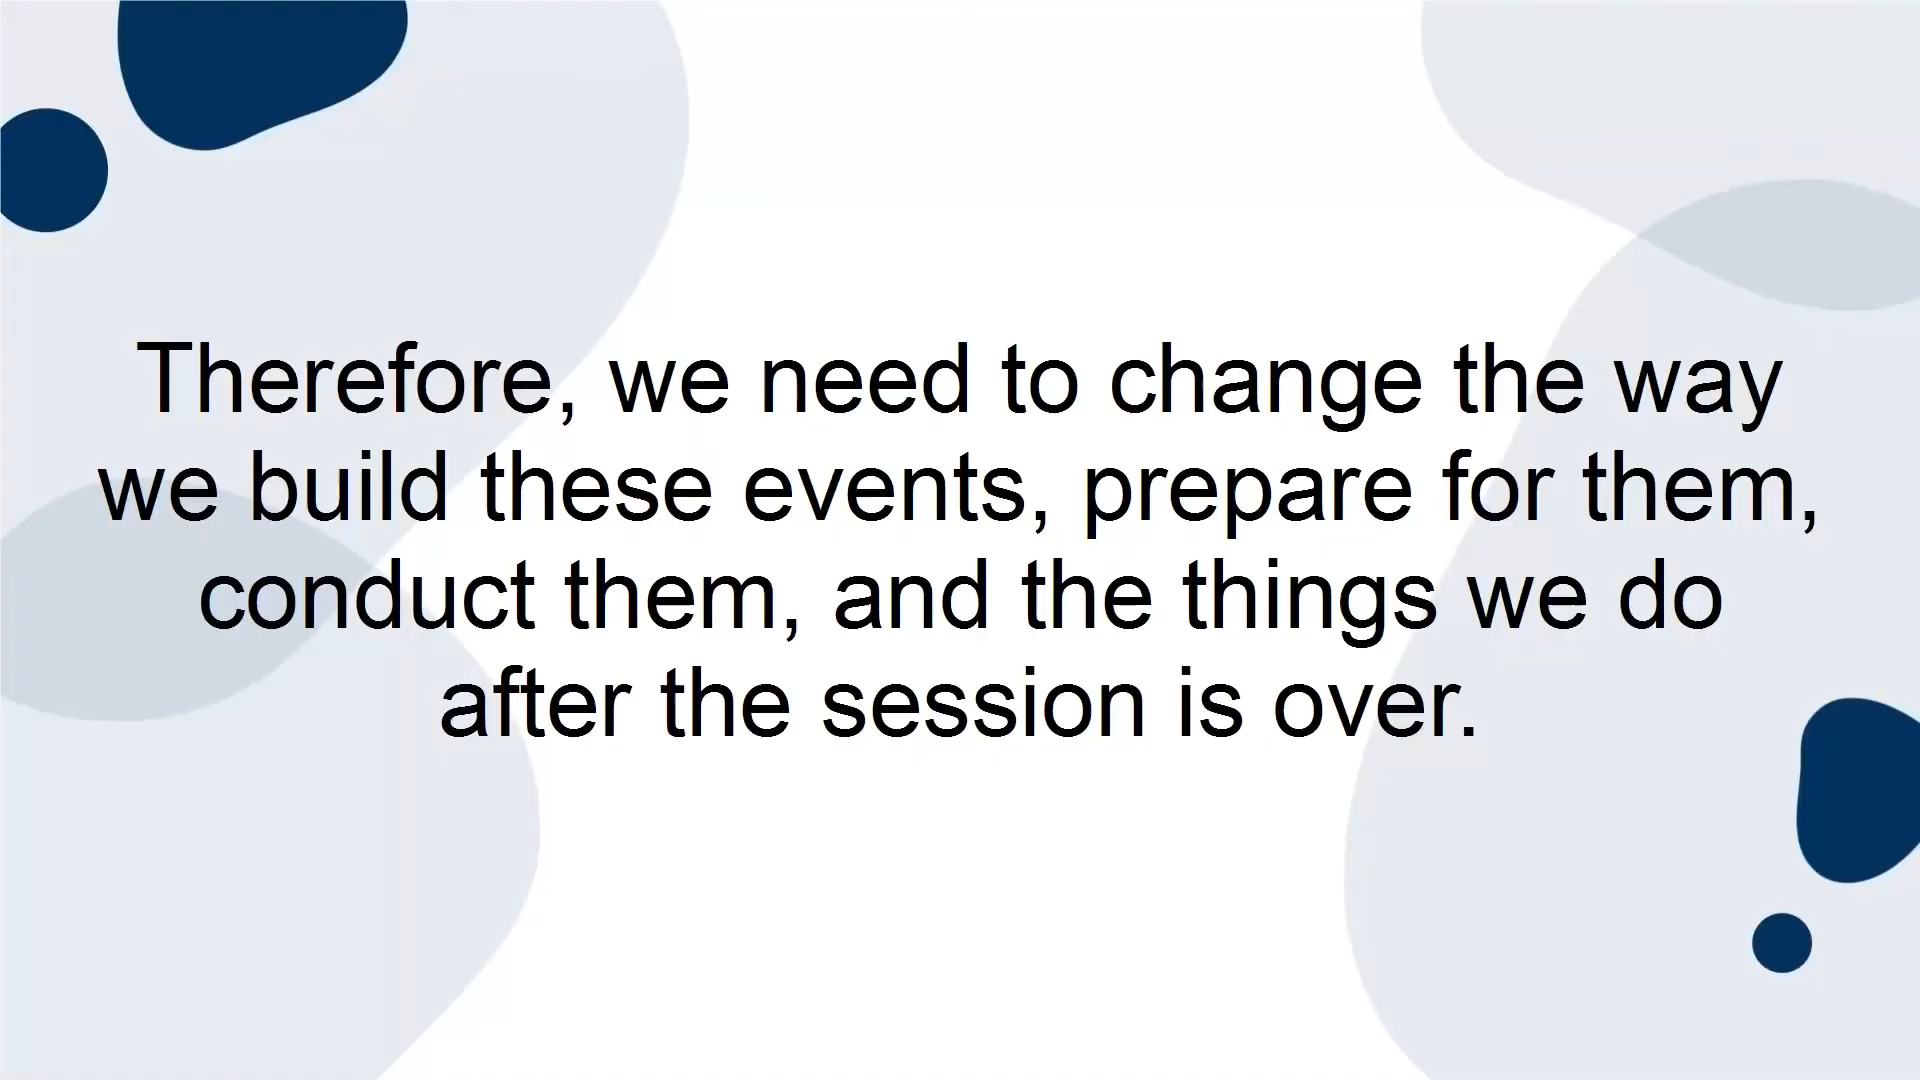 Therefore, we need to change the way
we build these events, prepare for them,
conduct them, and the things we do
after the session is over.